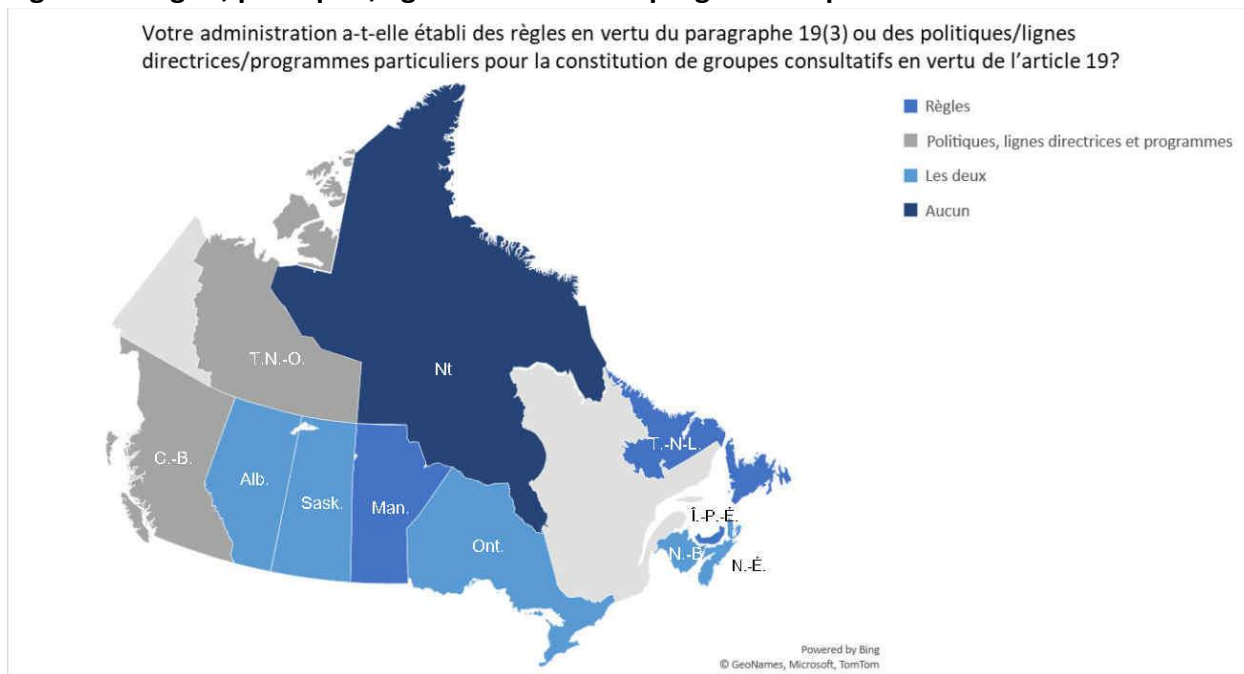 Votre administration a-t-elle établi des règles en vertu du paragraphe 19(3) ou des politiques/lignes
directrices/programmes particuliers pour la constitution de groupes consultatifs en vertu de l'article 19?
Règles
Politiques, lignes directrices et programmes
Les deux
Aucun
T.N.-O.
Nt
C.-B.
Alb.
Sask.
Man.
Ont.
T.-N-L.
Î.-P.-É.
N.-B
N.-É.
Powered by Bing
© GeoNames, Microsoft, TomTom